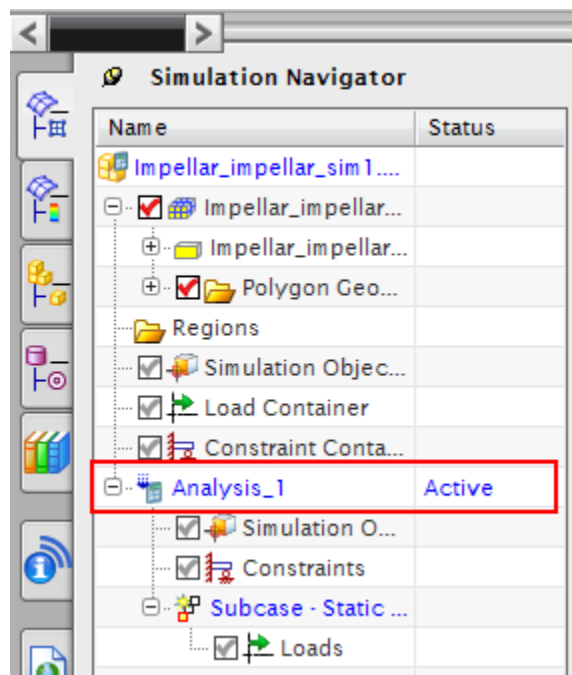 Simulation Navigator
Name Status
Impellar_impellar_sim1....
Impellar_impellar...
Impellar_impellar...
Polygon Geo...
Regions
Simulation Objec...
Load Container
Constraint Conta...
Analysis_1 Active
Simulation O...
Constraints
Subcase - Static ...
Loads